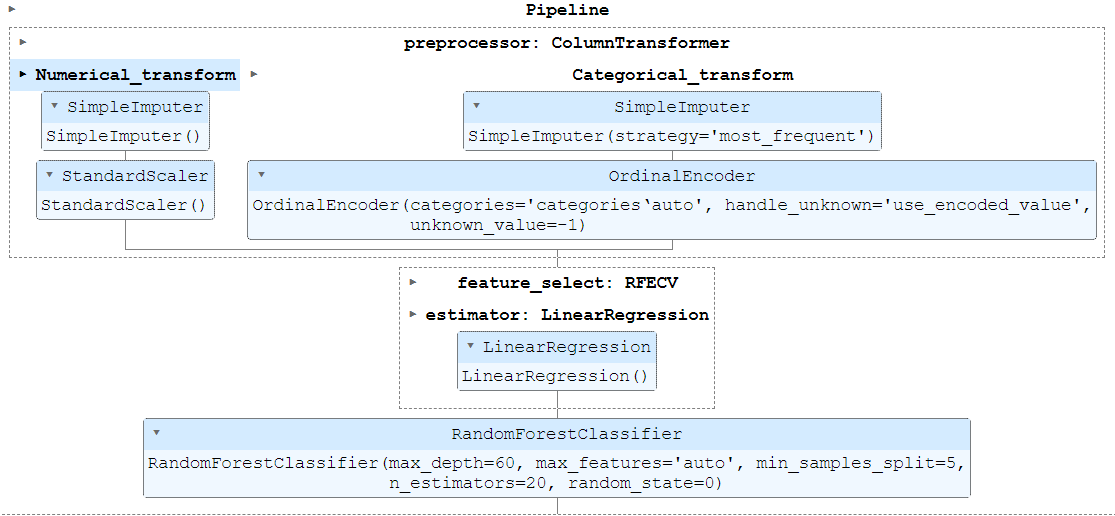 Pipeline
preprocessor: ColumnTransformer
Numerical_transform
Categorical_transform
SimpleImputer
SimpleImputer()
SimpleImputer
SimpleImputer(strategy='most_frequent')
StandardScaler
StandardScaler()
OrdinalEncoder
OrdinalEncoder(categories='categories‛auto', handle_unknown='use_encoded_value',
unknown_value=-1)
feature_select: RFECV
estimator: LinearRegression
LinearRegression
LinearRegression()
RandomForestClassifier
RandomForestClassifier(max_depth=60, max_features='auto', min_samples_split=5,
n_estimators=20, random_state=0)